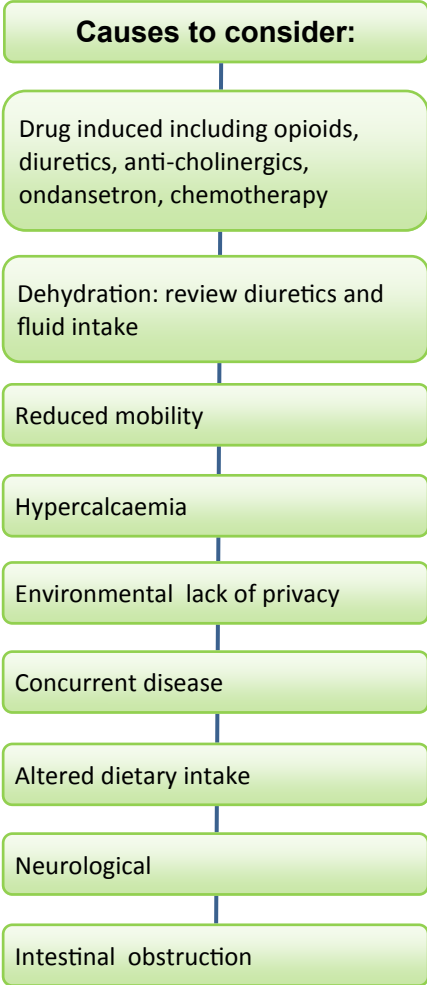 Causes to consider:
Drug induced including opioids,
diuretics, anti-cholinergics,
ondansetron, chemotherapy
Dehydration: review diuretics and
fluid intake
Reduced mobility
Hypercalcaemia
Environmental  lack of privacy
Concurrent disease
Altered dietary intake
Neurological
Intestinal  obstruction